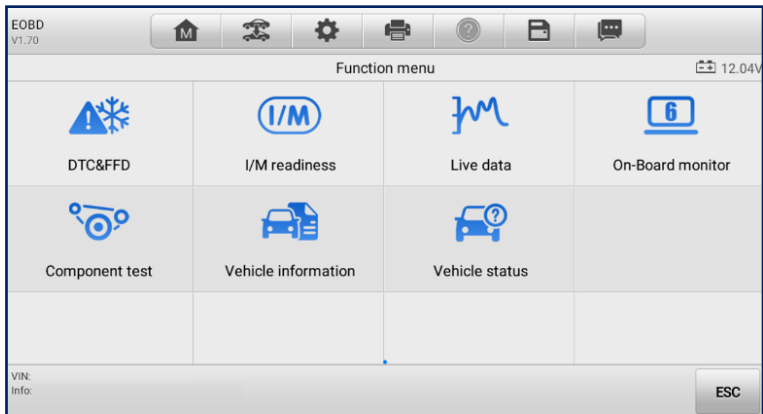 EOBD
V1.70
M
Function menu
12.04V
I/M
6
DTC&FFD
I/M readiness
Live data
On-Board monitor
?
Component test
Vehicle information
Vehicle status
VIN:
Info:
ESC